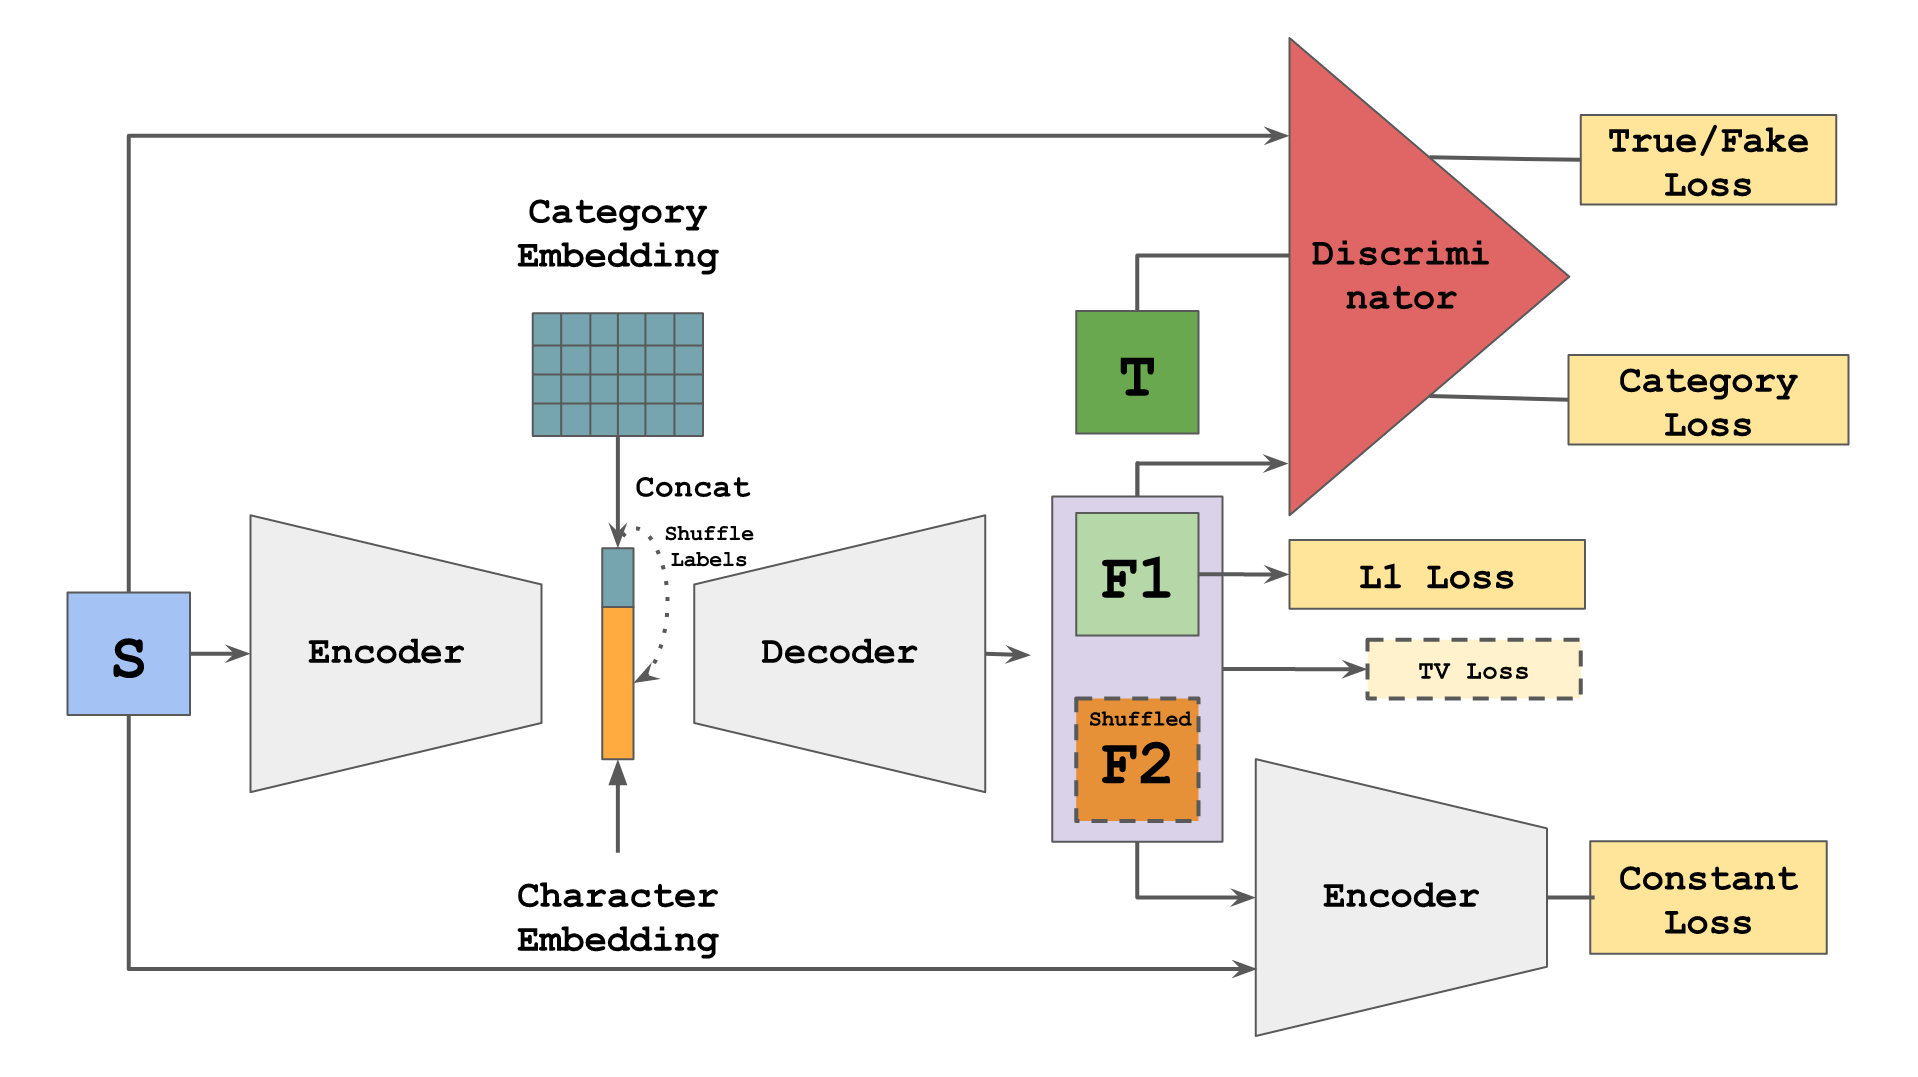 True/Fake
Loss
Category
Embedding
Discrimi
nator
T
Category
Loss
Concat
Shuffle
Labels
S
Encoder
Decoder
F1
L1 Loss
TV Loss
Shuffled
F2
Character
Embedding
Encoder
Constant
Loss